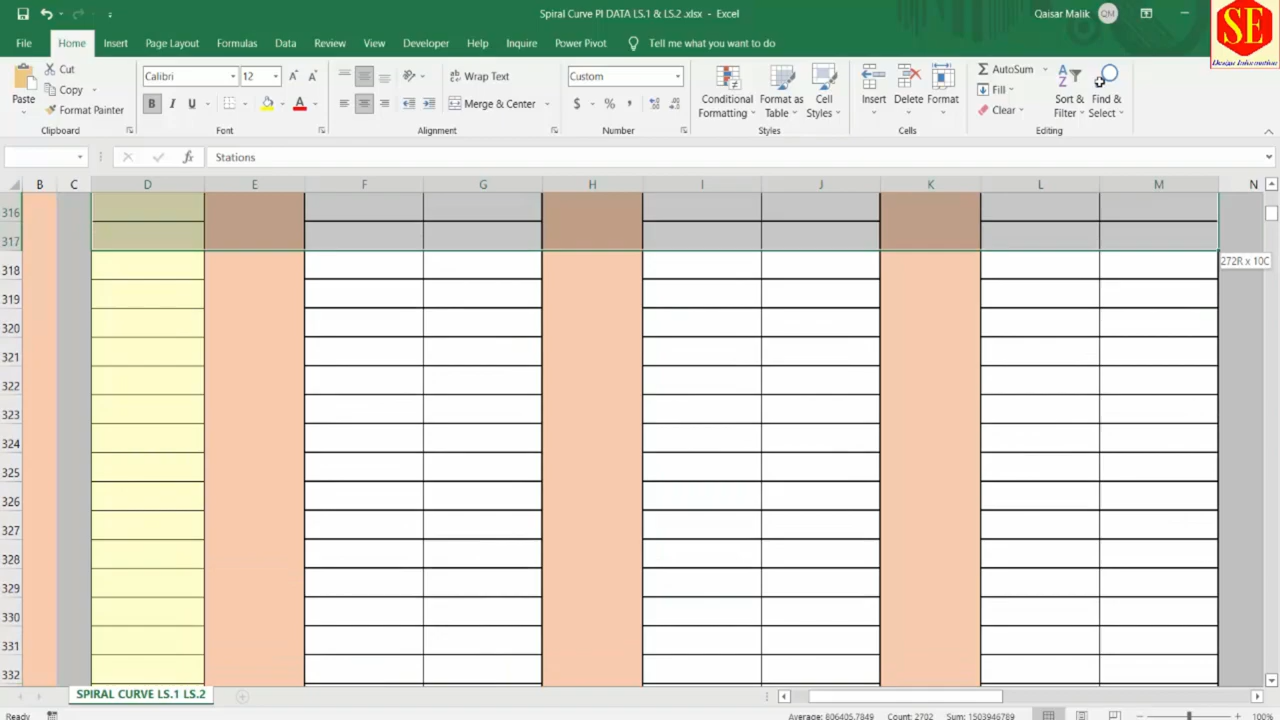 Spiral Curve PI DATA LS.1 & LS.2 .xlsx - Excel
Qaisar Malik
QM
SE
Design Information
File Home Insert Page Layout Formulas Data Review View Developer Help Inquire Power Pivot Tell me what you want to do
Paste
Cut
Copy
Format Painter
Clipboard
Calibri 12
B I U
Font
Wrap Text
Merge & Center
Alignment
Custom
$ % ,
Number
Conditional Formatting
Format as Table
Cell Styles
Styles
Insert Delete Format
Cells
AutoSum
Fill
Clear
Sort & Filter
Find & Select
Editing
fx Stations
B C D E F G H I J K L M N
316
317
272R x 10C
318
319
320
321
322
323
324
325
326
327
328
329
330
331
332
SPIRAL CURVE LS.1 LS.2
Ready Average: 806405.7849 Count: 2702 Sum: 1503946789 100%